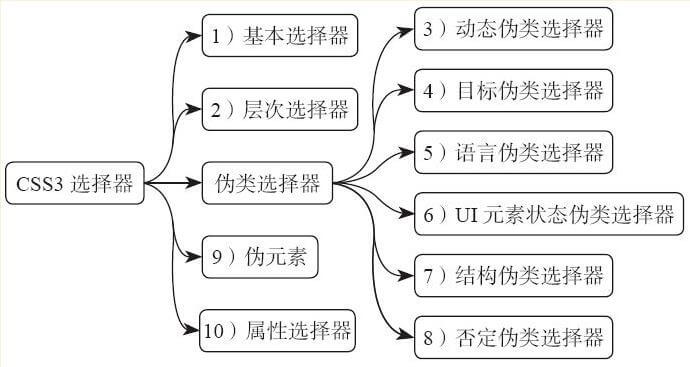 CSS3 选择器
1）基本选择器
2）层次选择器
伪类选择器
3）动态伪类选择器
4）目标伪类选择器
5）语言伪类选择器
6）UI 元素状态伪类选择器
7）结构伪类选择器
8）否定伪类选择器
9）伪元素
10）属性选择器